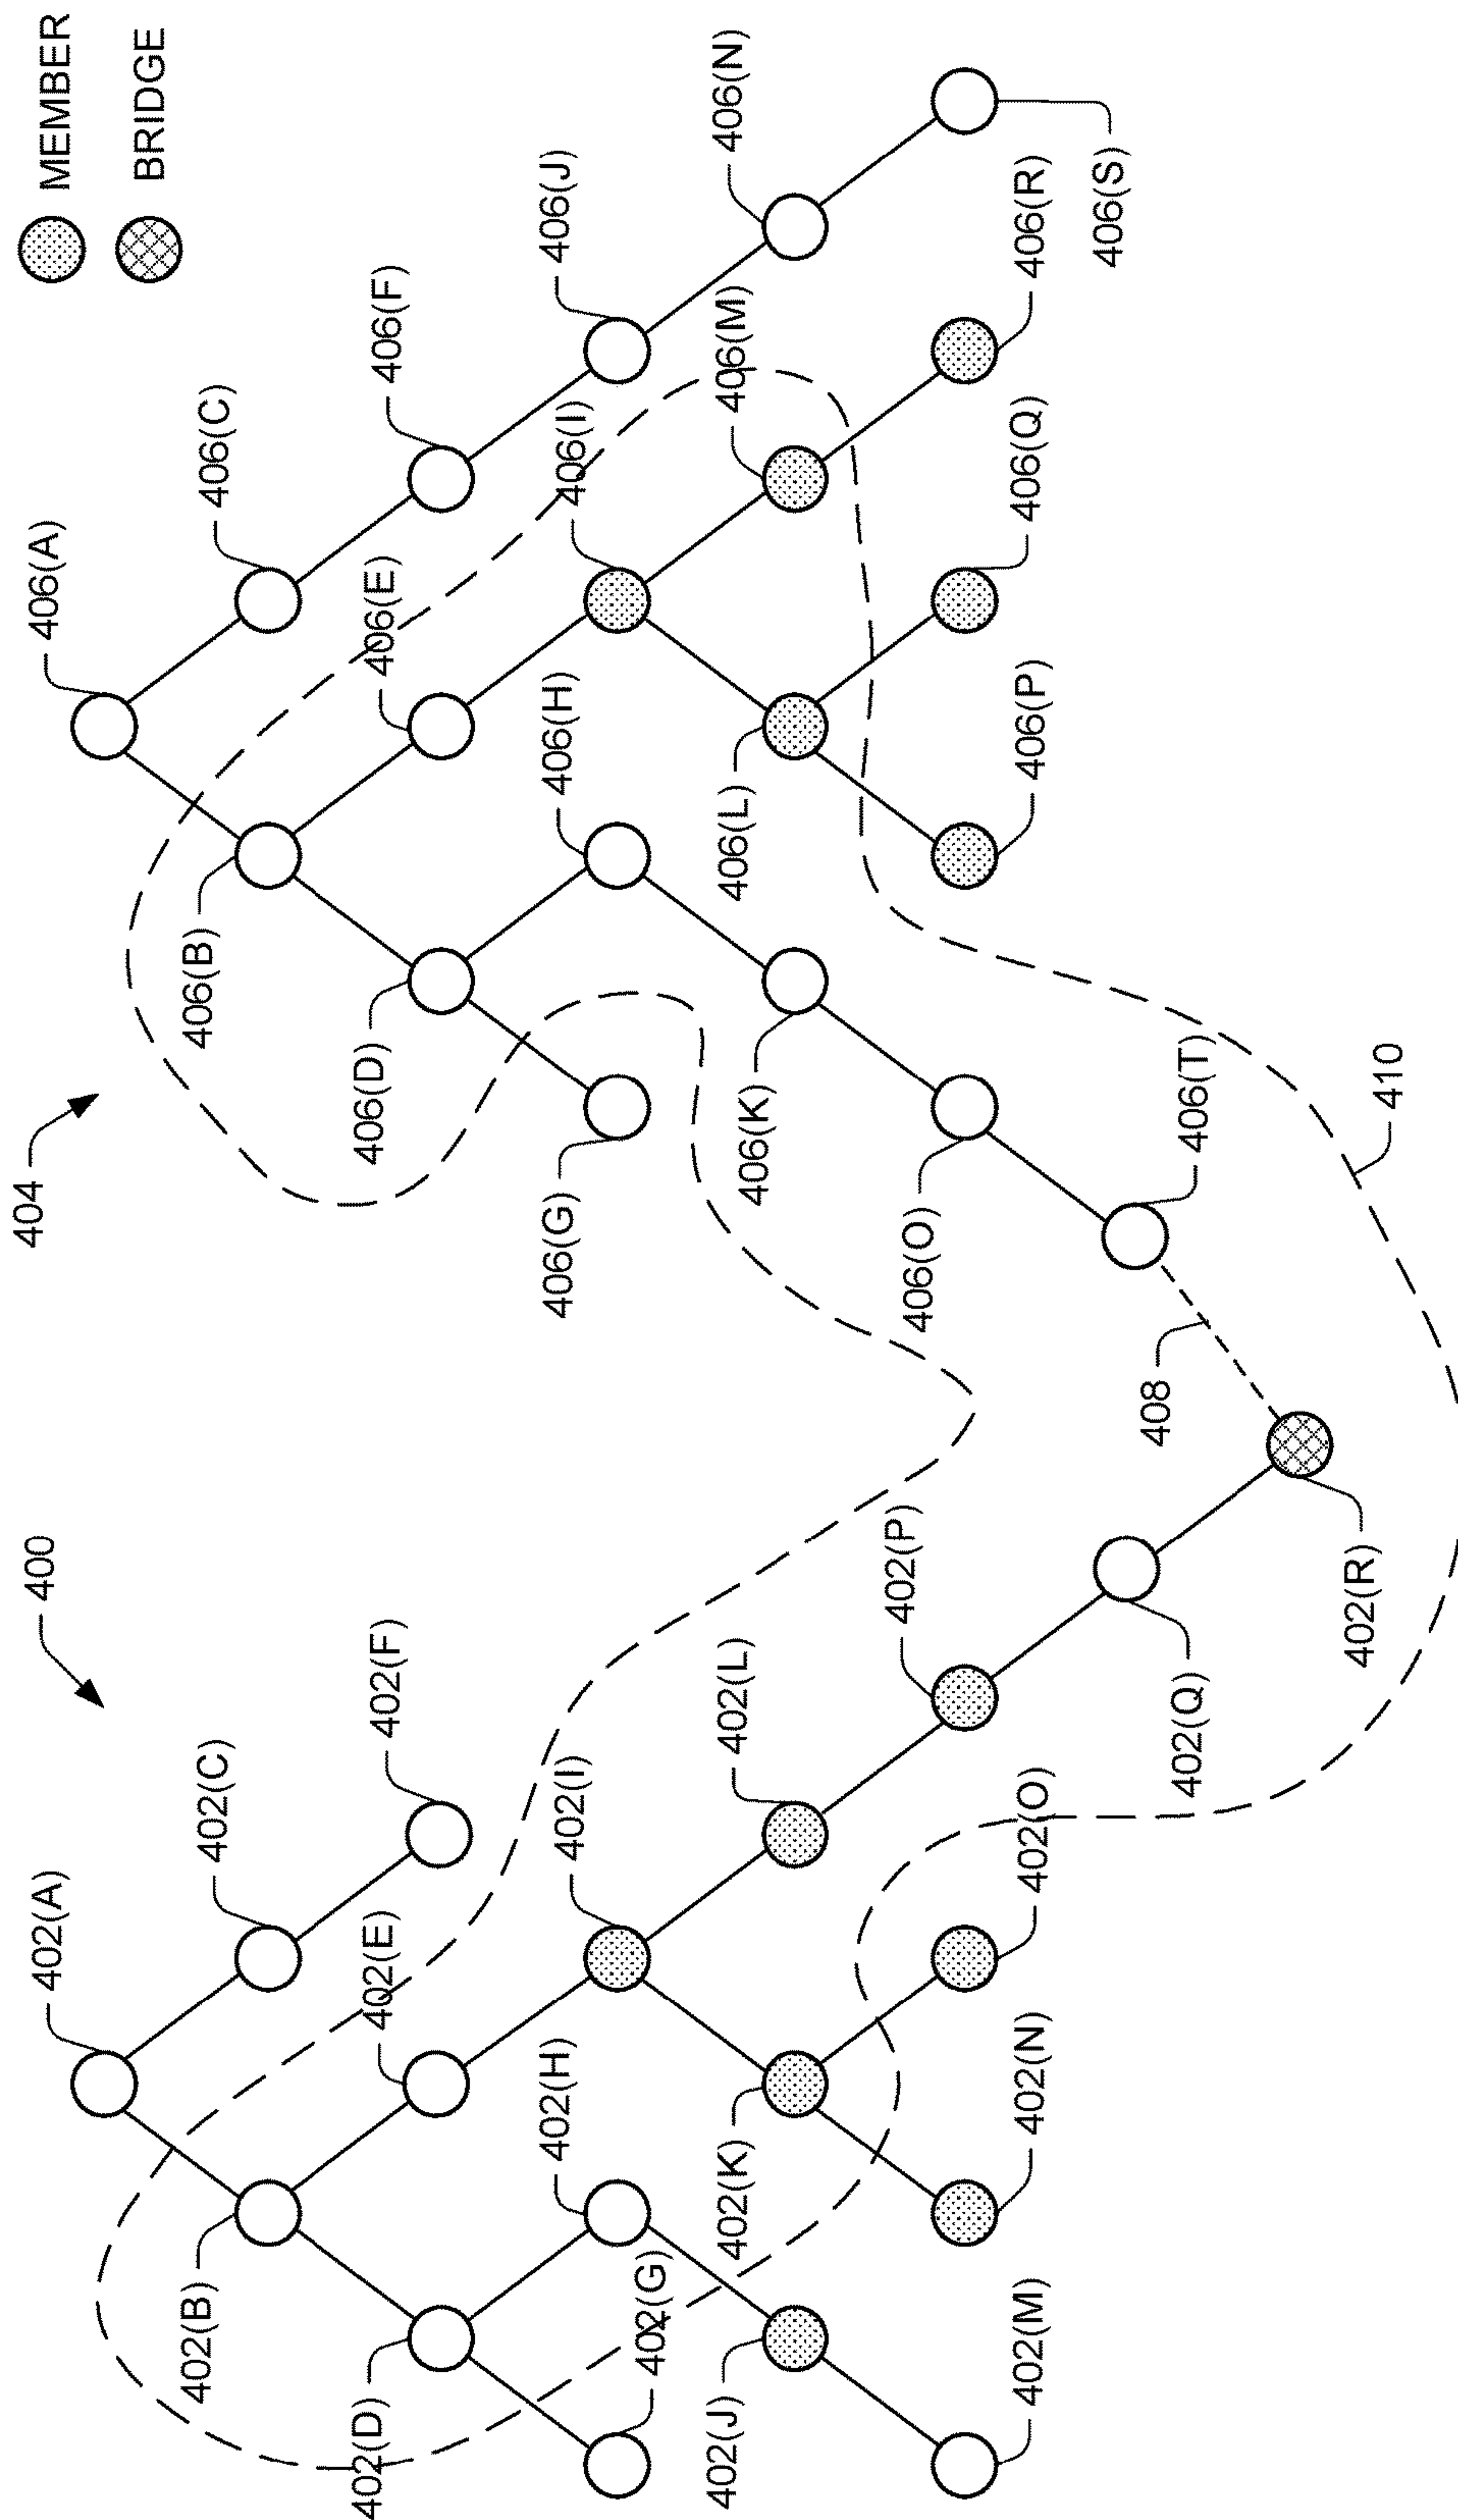 MEMBER
BRIDGE
400
404
402(A)
402(B)
402(C)
402(D)
402(E)
402(F)
402(G)
402(H)
402(I)
402(J)
402(K)
402(L)
402(M)
402(N)
402(O)
402(P)
402(Q)
402(R)
406(A)
406(B)
406(C)
406(D)
406(E)
406(F)
406(G)
406(H)
406(I)
406(J)
406(K)
406(L)
406(M)
406(N)
406(O)
406(P)
406(Q)
406(R)
406(S)
406(T)
408
410